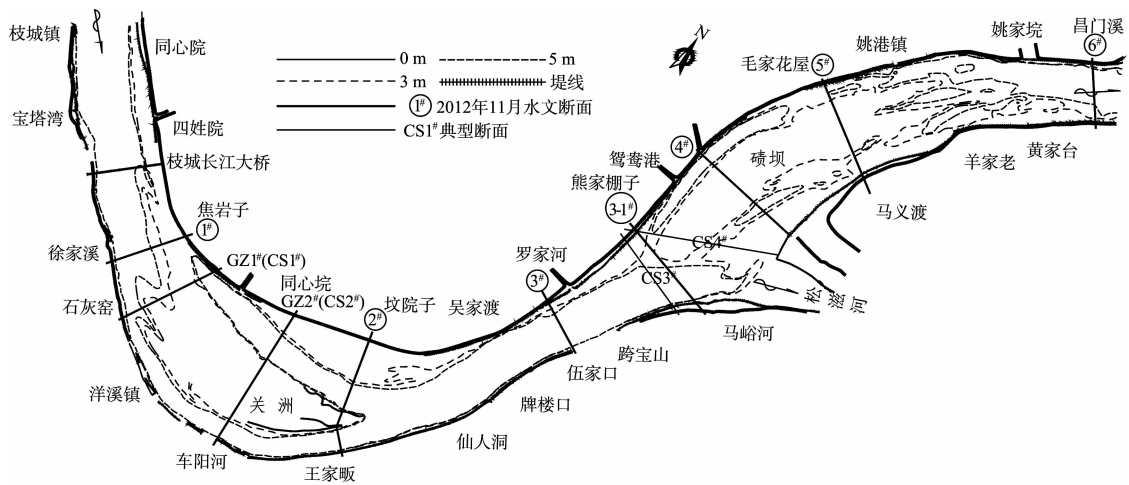 枝城镇
同心院
宝塔湾
四姓院
枝城长江大桥
0 m
5 m
3 m
堤线
1# 2012年11月水文断面
CS1#典型断面
N
姚港镇
姚家垸
昌门溪
6#
毛家花屋 5#
4#
鸳鸯港
熊家棚子
3-1#
碛坝
羊家老
黄家台
马义渡
焦岩子
1#
徐家溪
GZ1#(CS1#)
同心垸
GZ2#(CS2#)
坟院子
2#
石灰窑
罗家河
3#
吴家渡
CS4#
CS3#
松滋河
马峪河
跨宝山
伍家口
牌楼口
洋溪镇
关洲
仙人洞
车阳河
王家畈